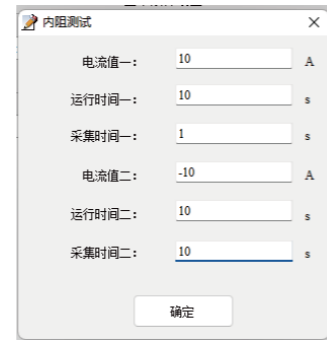 内阻测试
电流值一： 10 A
运行时间一： 10 s
采集时间一： 1 s
电流值二： -10 A
运行时间二： 10 s
采集时间二： 10 s
确定